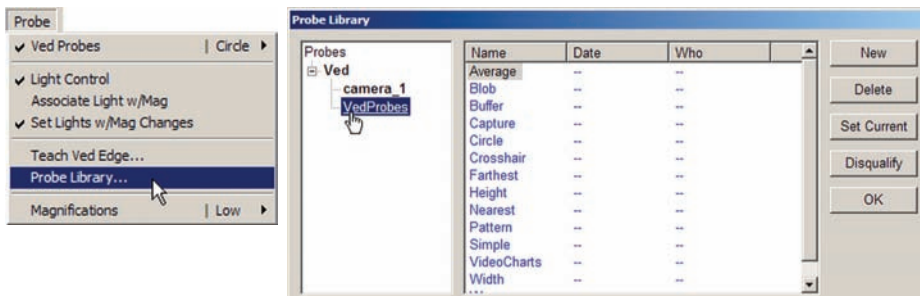 Probe
Ved Probes | Circle
Light Control
Associate Light w/Mag
Set Lights w/Mag Changes
Teach Ved Edge...
Probe Library...
Magnifications | Low
Probe Library
Probes
Ved
camera_1
VedProbes
Name Date Who
Average -- --
Blob -- --
Buffer -- --
Capture -- --
Circle -- --
Crosshair -- --
Farthest -- --
Height -- --
Nearest -- --
Pattern -- --
Simple -- --
VideoCharts -- --
Width -- --
New
Delete
Set Current
Disqualify
OK